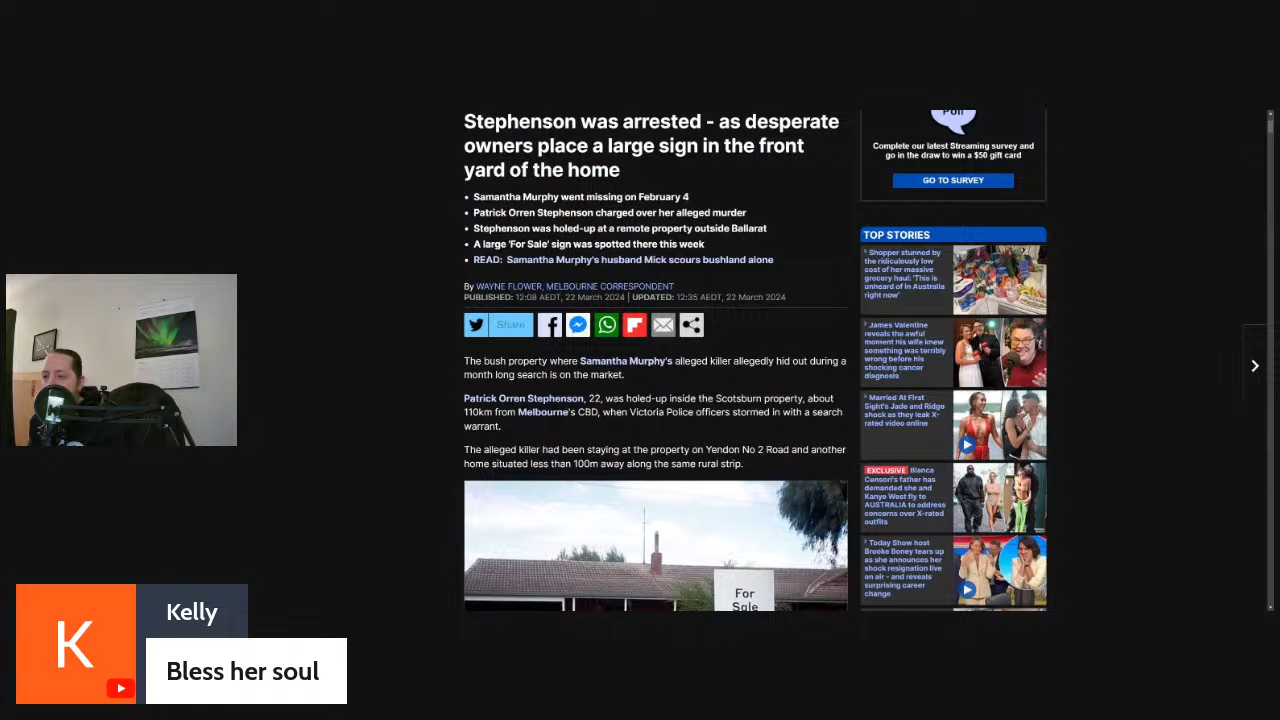 Stephenson was arrested - as desperate
owners place a large sign in the front
yard of the home
• Samantha Murphy went missing on February 4
• Patrick Orren Stephenson charged over her alleged murder
• Stephenson was holed-up at a remote property outside Ballarat
• A large 'For Sale' sign was spotted there this week
• READ: Samantha Murphy's husband Mick scours bushland alone
By WAYNE FLOWER, MELBOURNE CORRESPONDENT
PUBLISHED: 12:08 AEDT, 22 March 2024 | UPDATED: 12:35 AEDT, 22 March 2024
Share
The bush property where Samantha Murphy's alleged killer allegedly hid out during a
month long search is on the market.
Patrick Orren Stephenson, 22, was holed-up inside the Scotsburn property, about
110km from Melbourne's CBD, when Victoria Police officers stormed in with a search
warrant.
The alleged killer had been staying at the property on Yendon No 2 Road and another
home situated less than 100m away along the same rural strip.
For
Sale
Poll
Complete our latest Streaming survey and
go in the draw to win a $50 gift card
GO TO SURVEY
TOP STORIES
Shopper stunned by
the ridiculously low
cost of her massive
grocery haul: 'This is
unheard of in Australia
right now'
James Valentine
reveals the awful
moment his wife knew
something was terribly
wrong before his
shocking cancer
diagnosis
Married At First
Sight's Jade and Ridge
shock as they leak X-
rated video online
EXCLUSIVE Bianca
Censori's father has
demanded she and
Kanye West fly to
AUSTRALIA to address
concerns over X-rated
outfits
Today Show host
Brooke Boney tears up
as she announces her
shock resignation live
on air - and reveals
surprising career
change
K
Kelly
Bless her soul